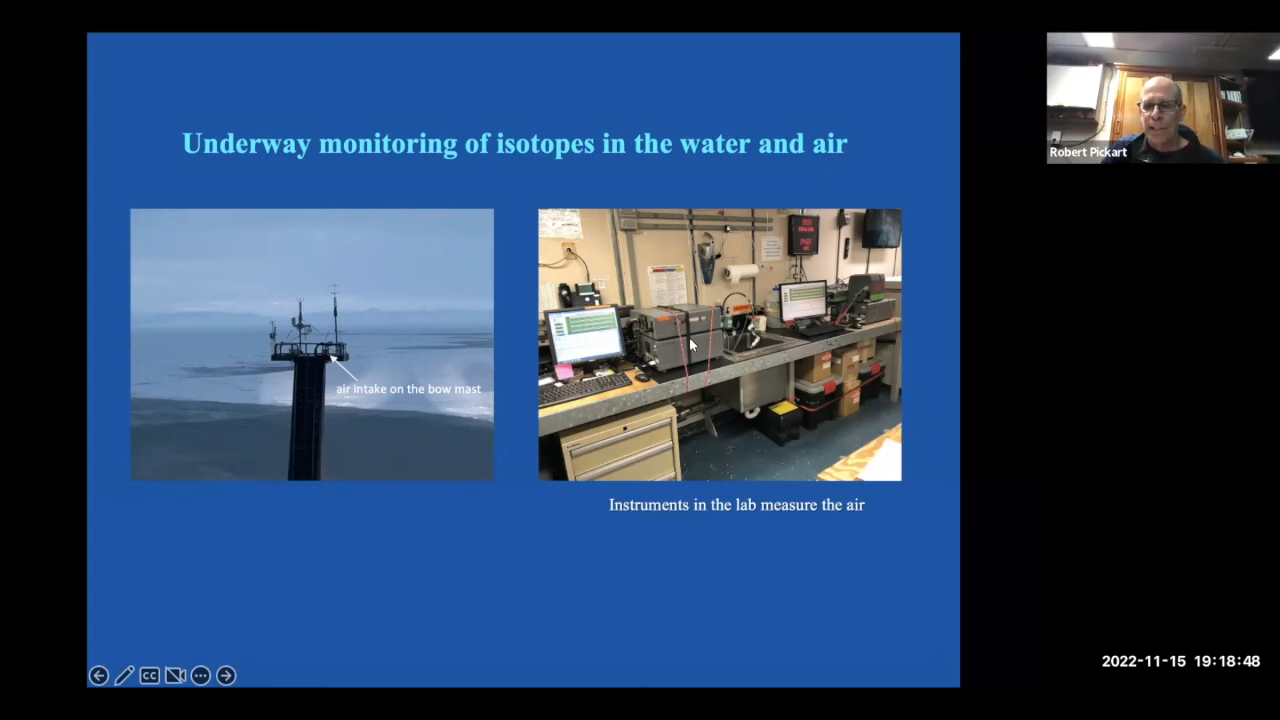 Underway monitoring of isotopes in the water and air
air intake on the bow mast
Instruments in the lab measure the air
CC
Robert Pickart
2022-11-15 19:18:48